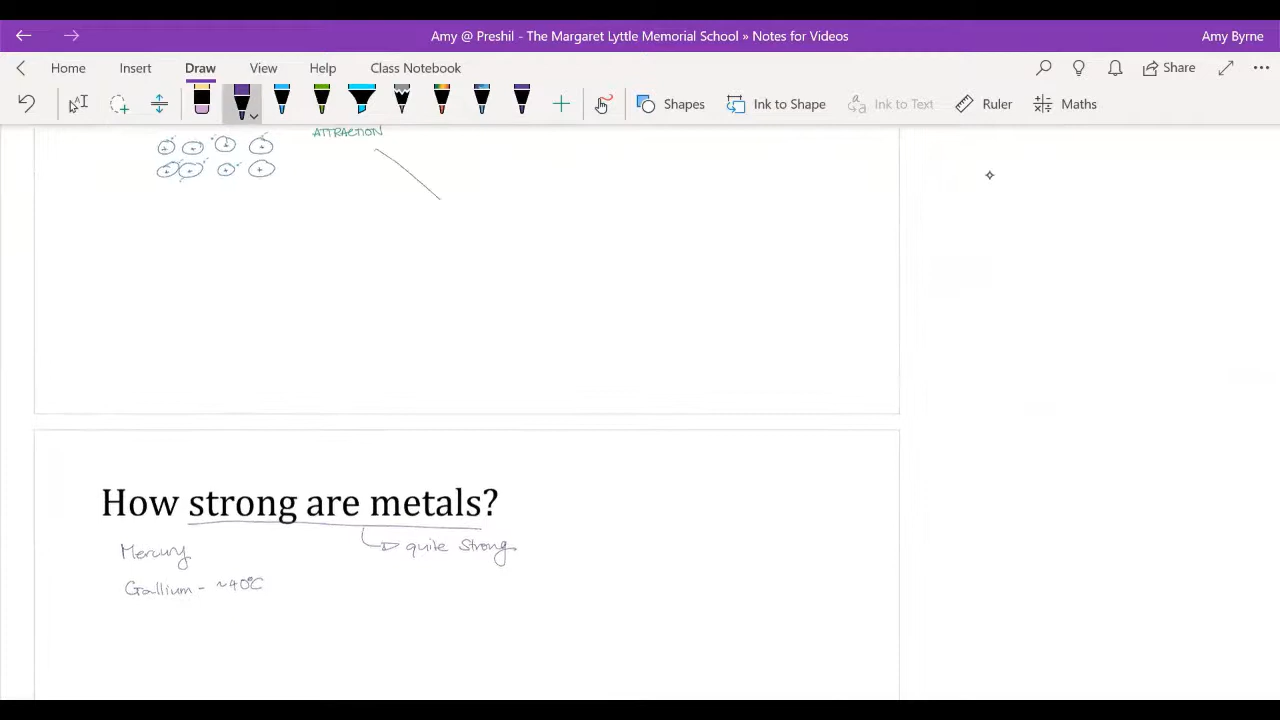 Amy @ Preshil - The Margaret Lyttle Memorial School » Notes for Videos
Amy Byrne
Home
Insert
Draw
View
Help
Class Notebook
Share
Shapes
Ink to Shape
Ink to Text
Ruler
Maths
ATTRACTION
+ + + +
+ + + +
How strong are metals?
Mercury
quite strong
Gallium - ~40°C